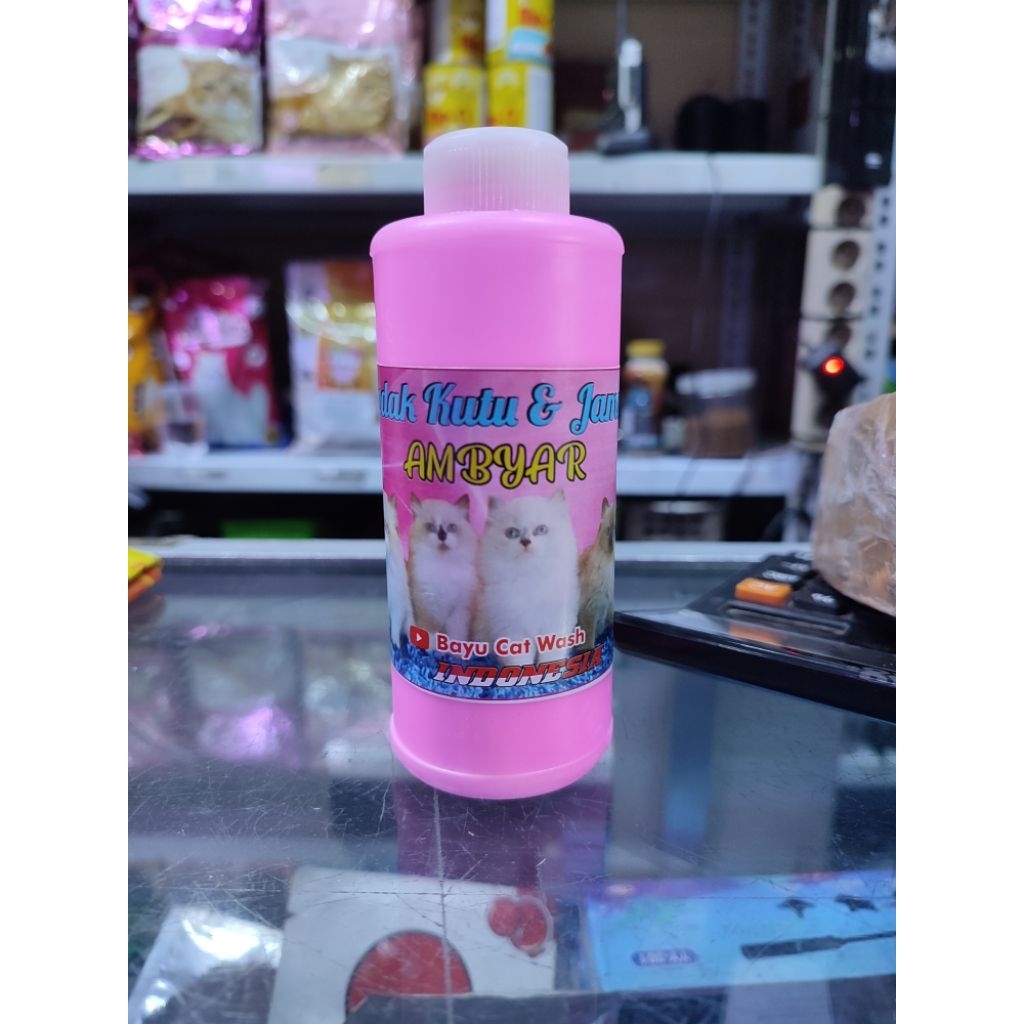 dak Kutu & Jam
AMBYAR
Bayu Cat Wash
INDONESIA